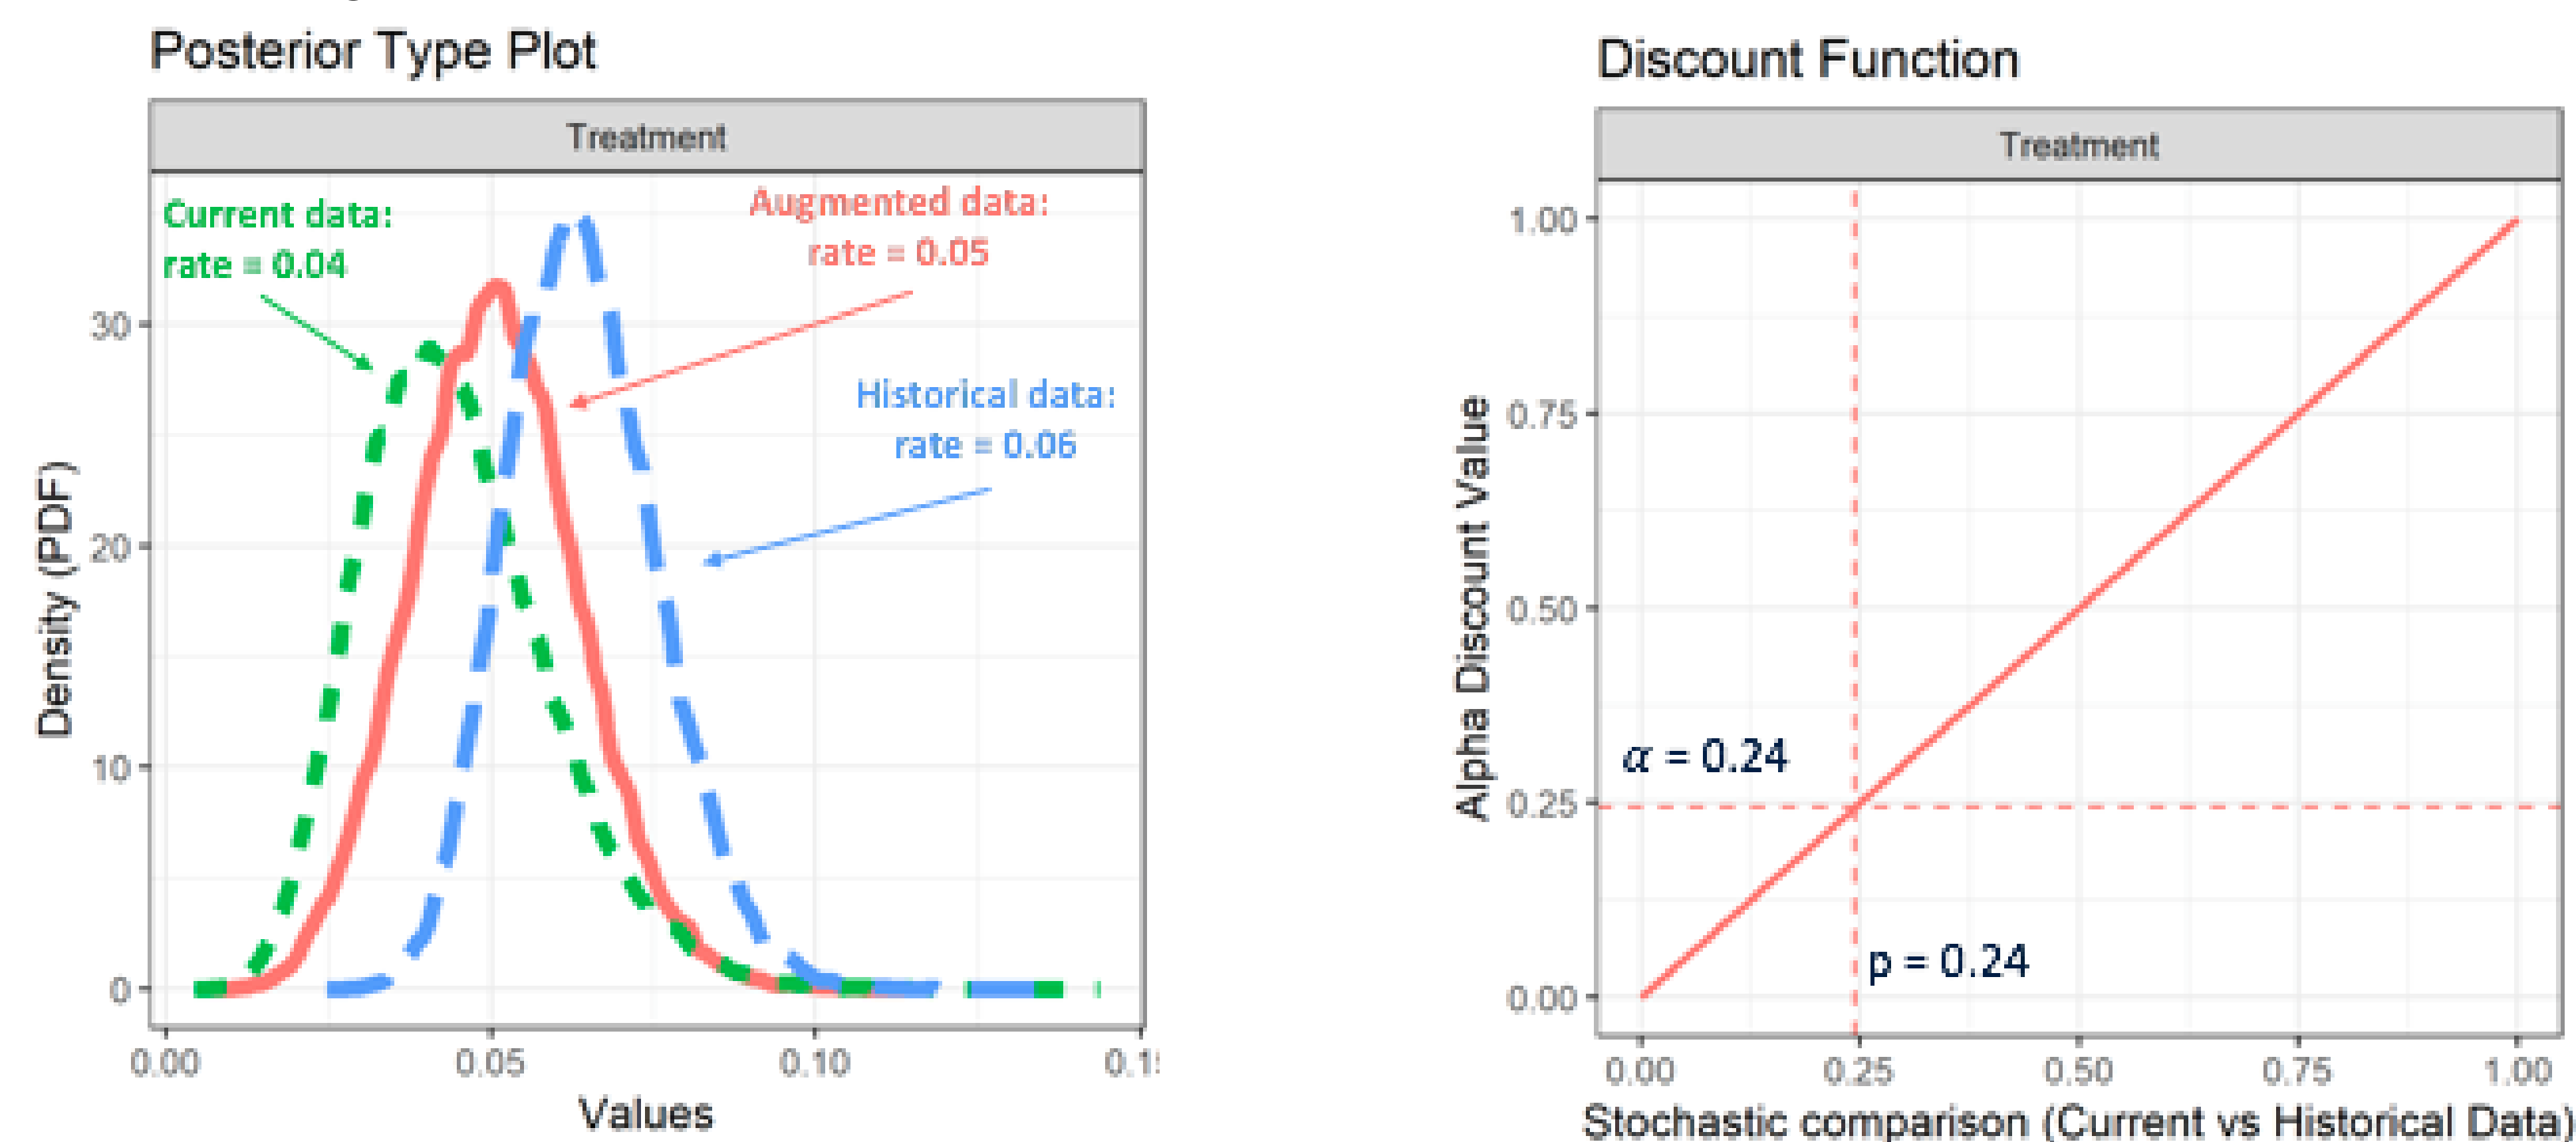 Posterior Type Plot
Treatment
Current data:
rate = 0.04
Augmented data:
rate = 0.05
Historical data:
rate = 0.06
Density (PDF)
30
20
10
0
0.00
0.05
0.10
Values
Discount Function
Treatment
Alpha Discount Value
1.00
0.75
0.50
0.25
0.00
α = 0.24
p = 0.24
0.00
0.25
0.50
0.75
1.00
Stochastic comparison (Current vs Historical Data)